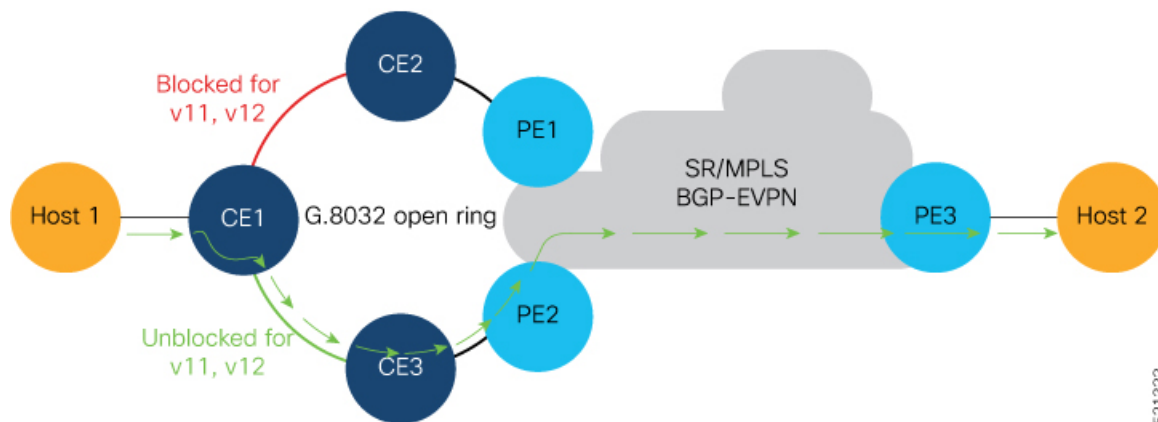 CE2
Blocked for
v11, v12
PE1
SR/MPLS
BGP-EVPN
Host 1
CE1
G.8032 open ring
PE3
Host 2
PE2
Unblocked for
v11, v12
CE3